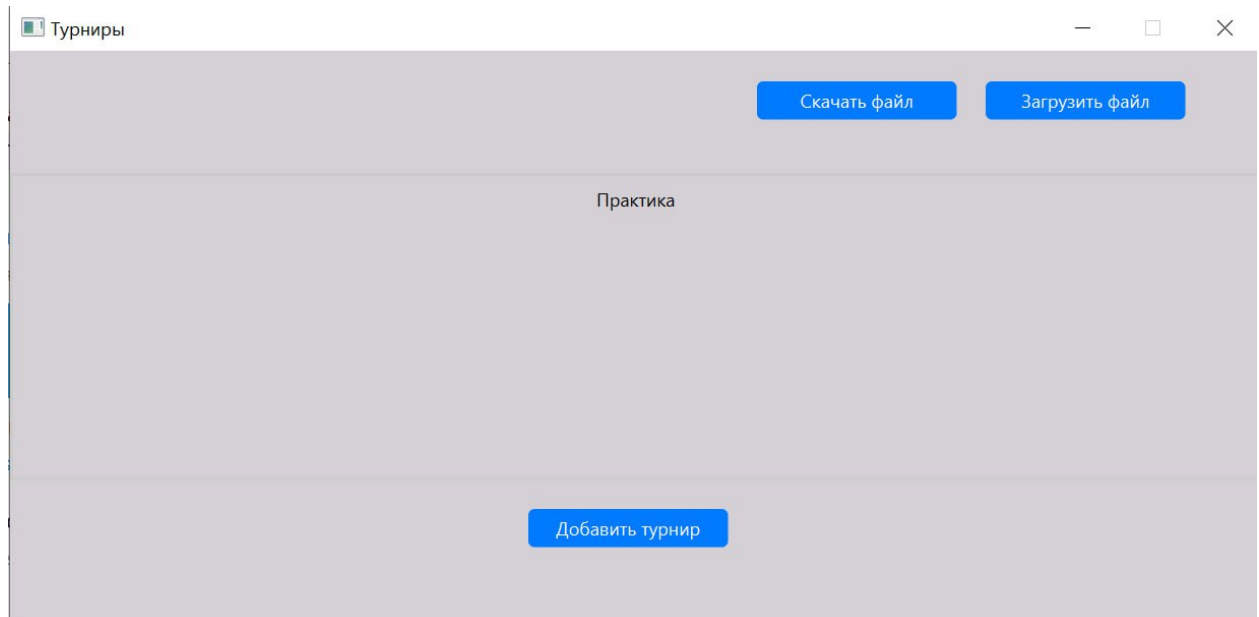 Турниры
Скачать файл Загрузить файл
Практика
Добавить турнир